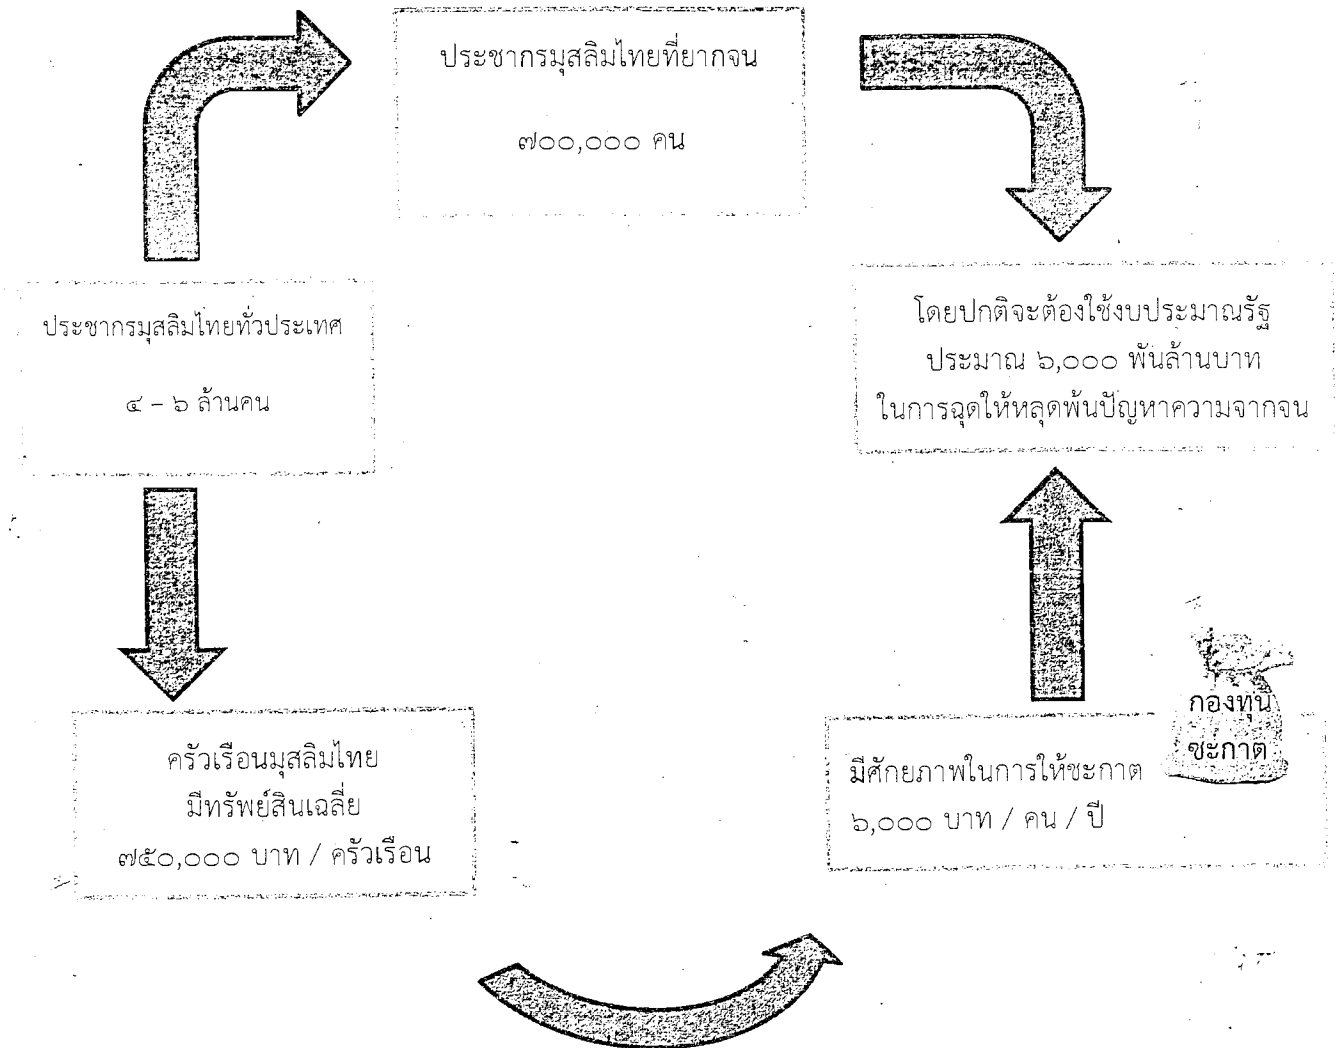 ประชากรมุสลิมไทยที่ยากจน
๗๐๐,๐๐๐ คน
ประชากรมุสลิมไทยทั่วประเทศ
๔ – ๖ ล้านคน
โดยปกติจะต้องใช้งบประมาณรัฐ
ประมาณ ๖,๐๐๐ พันล้านบาท
ในการฉุดให้หลุดพ้นปัญหาความจากจน
ครัวเรือนมุสลิมไทย
มีทรัพย์สินเฉลี่ย
๗๕๐,๐๐๐ บาท / ครัวเรือน
มีศักยภาพในการให้ซะกาต
๖,๐๐๐ บาท / คน / ปี
กองทุน
ซะกาต